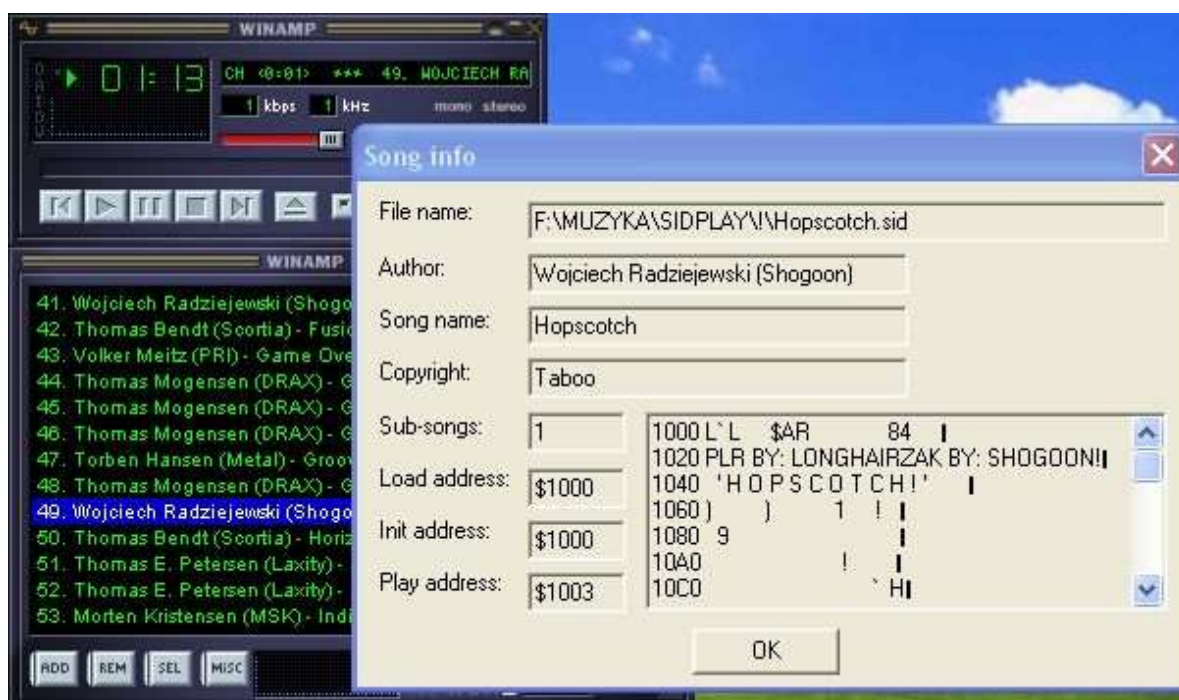 WINAMP
01:13
CH <0:01> *** 49. WOJCIECH RA
1 kbps 1 kHz mono stereo
WINAMP
41. Wojciech Radziejewski (Shogo
42. Thomas Bendt (Scortia) - Fusio
43. Volker Meitz (PRI) - Game Ove
44. Thomas Mogensen (DRAX) - G
45. Thomas Mogensen (DRAX) - G
46. Thomas Mogensen (DRAX) - G
47. Torben Hansen (Metal) - Groov
48. Thomas Mogensen (DRAX) - G
49. Wojciech Radziejewski (Shogo
50. Thomas Bendt (Scortia) - Horiz
51. Thomas E. Petersen (Laxity) -
52. Thomas E. Petersen (Laxity) -
53. Morten Kristensen (MSK) - Indi
ADD REM SEL MISC
Song info
File name: F:\MUZYKA\SIDPLAY\!\Hopscotch.sid
Author: Wojciech Radziejewski (Shogoon)
Song name: Hopscotch
Copyright: Taboo
Sub-songs: 1
Load address: $1000
Init address: $1000
Play address: $1003
1000 L`L $AR 84
1020 PLR BY: LONGHAIRZAK BY: SHOGOON!
1040 'H O P S C O T C H !'
1060 ) ) 1 !
1080 9
10A0 !
10C0 ` H
OK